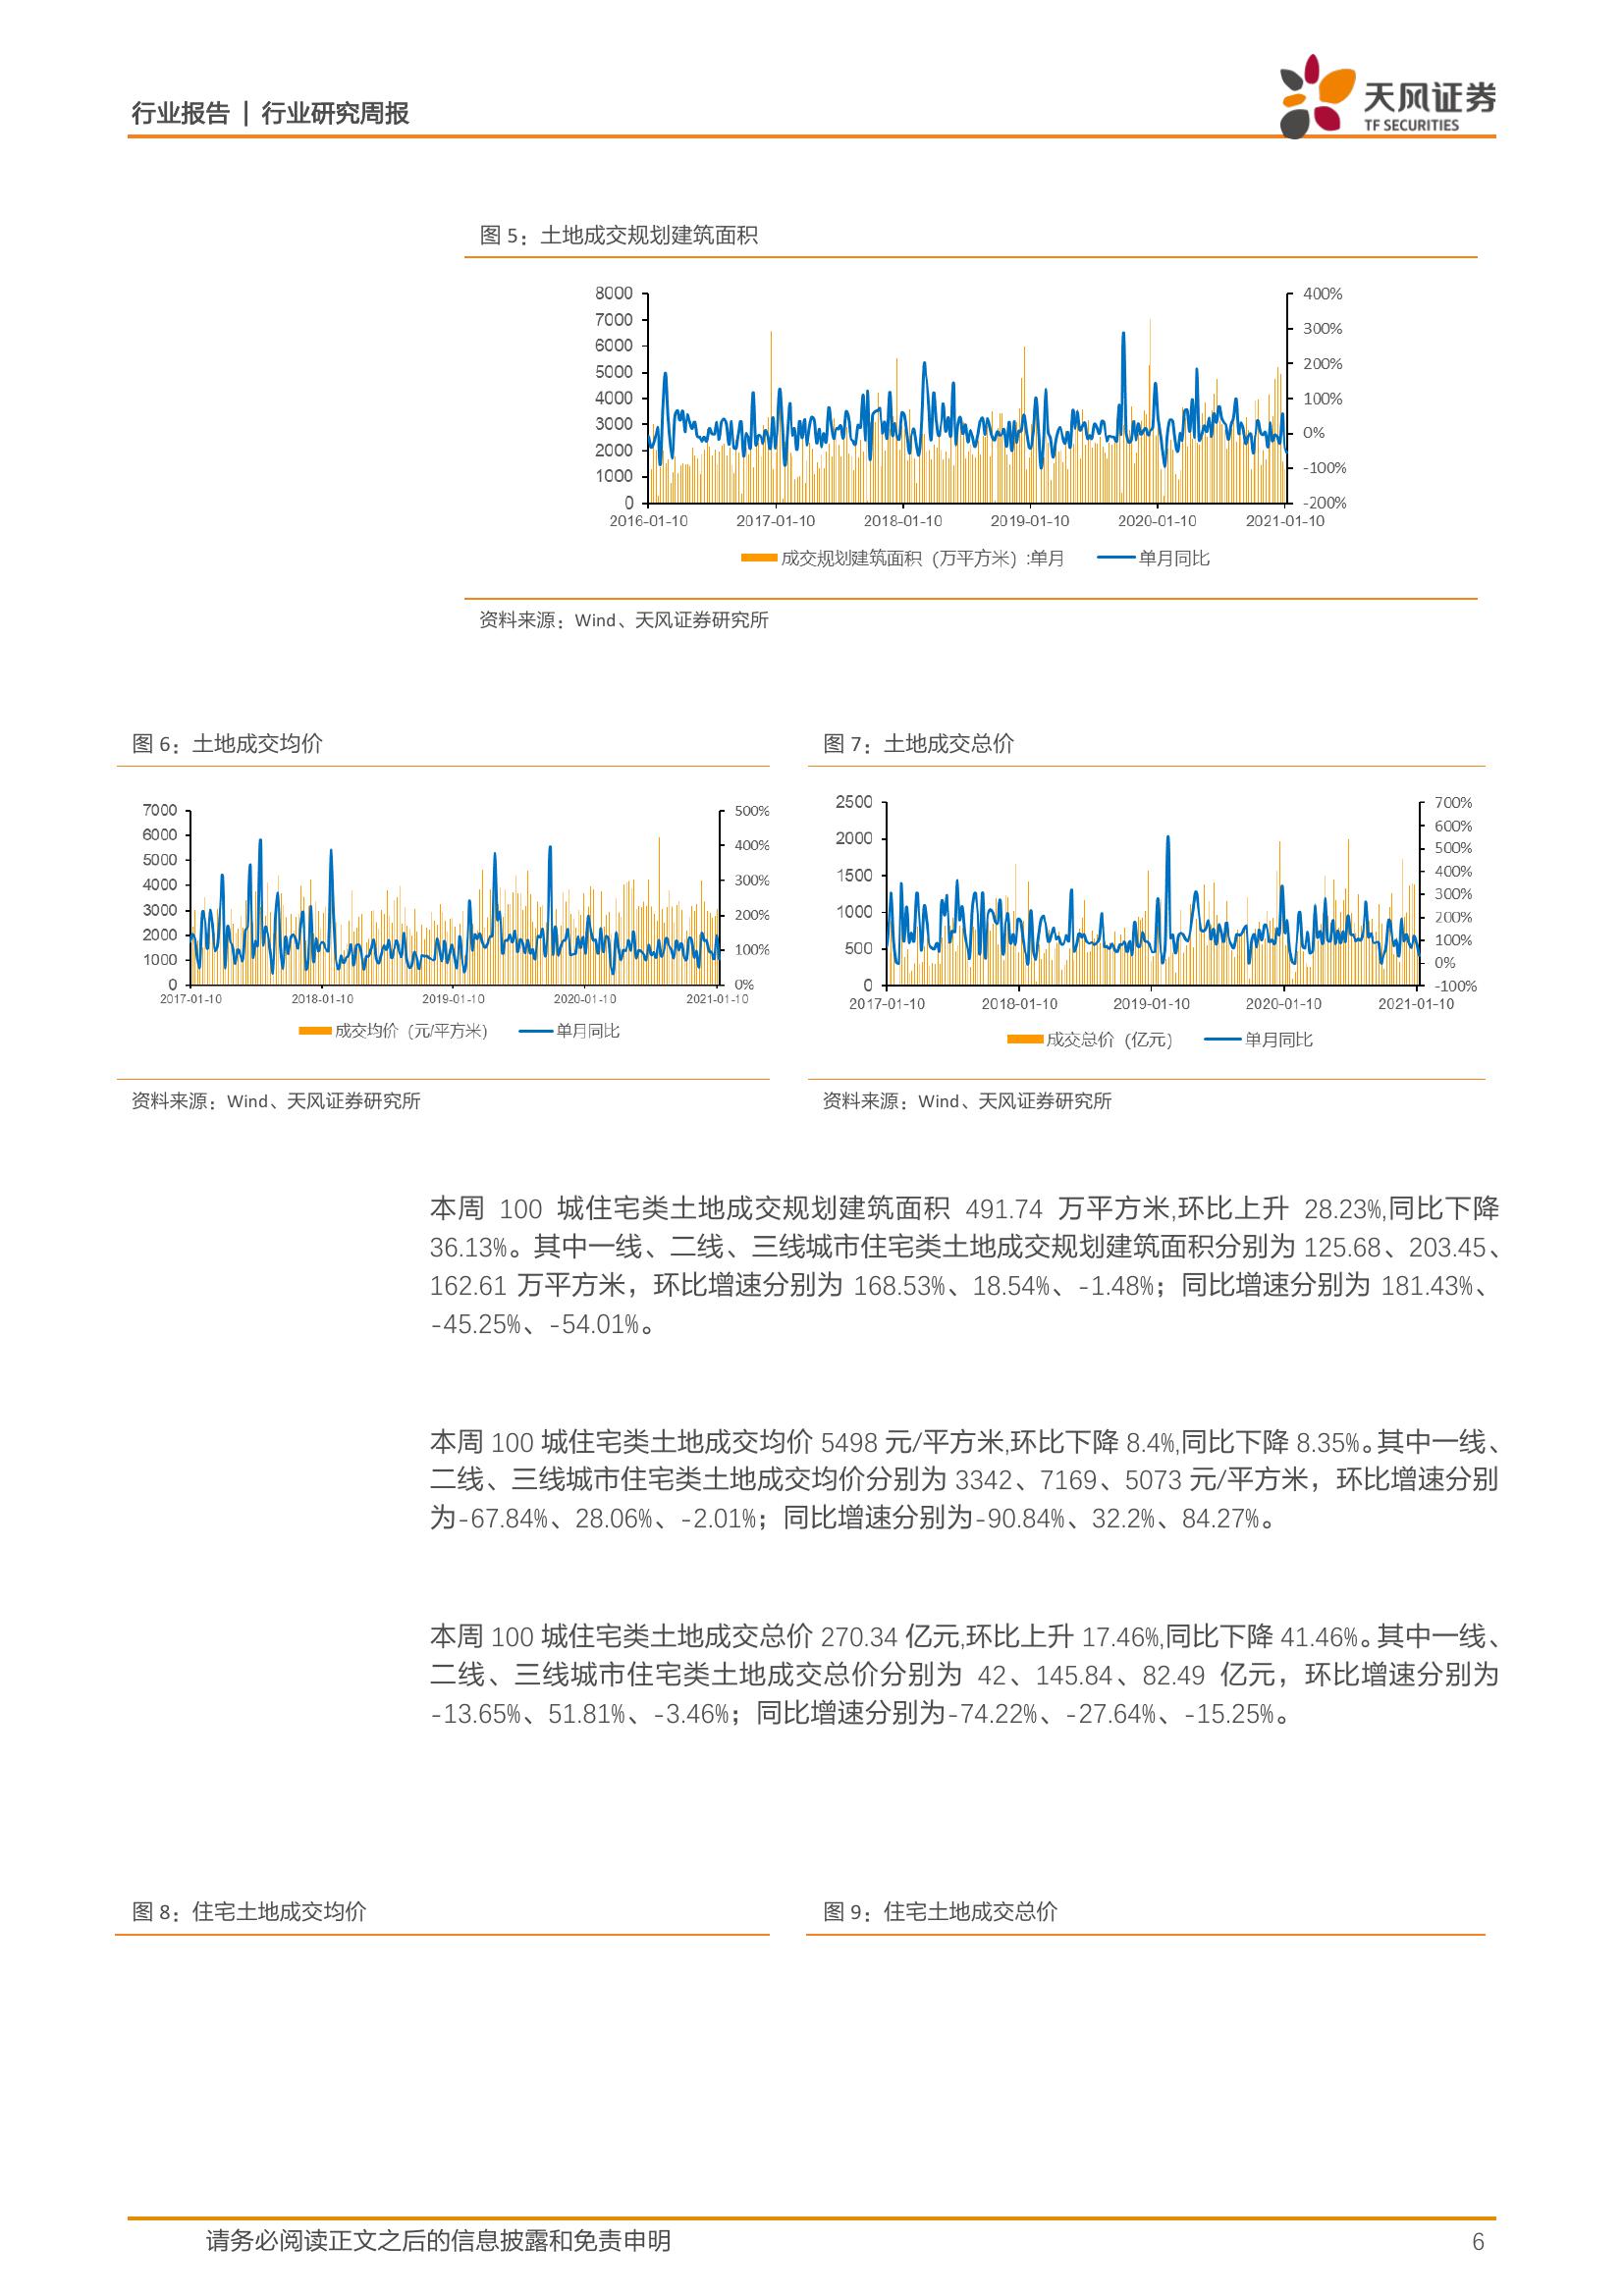 行业报告 | 行业研究周报
天风证券
TF SECURITIES
图 5：土地成交规划建筑面积
8000
7000
6000
5000
4000
3000
2000
1000
0
400%
300%
200%
100%
0%
-100%
-200%
2016-01-10 2017-01-10 2018-01-10 2019-01-10 2020-01-10 2021-01-10
成交规划建筑面积（万平方米）:单月 单月同比
资料来源：Wind、天风证券研究所
图 6：土地成交均价
7000
6000
5000
4000
3000
2000
1000
0
500%
400%
300%
200%
100%
0%
2017-01-10 2018-01-10 2019-01-10 2020-01-10 2021-01-10
成交均价（元/平方米） 单月同比
资料来源：Wind、天风证券研究所
图 7：土地成交总价
2500
2000
1500
1000
500
0
700%
600%
500%
400%
300%
200%
100%
0%
-100%
2017-01-10 2018-01-10 2019-01-10 2020-01-10 2021-01-10
成交总价（亿元） 单月同比
资料来源：Wind、天风证券研究所
本周 100 城住宅类土地成交规划建筑面积 491.74 万平方米,环比上升 28.23%,同比下降
36.13%。其中一线、二线、三线城市住宅类土地成交规划建筑面积分别为 125.68、203.45、
162.61 万平方米，环比增速分别为 168.53%、18.54%、-1.48%；同比增速分别为 181.43%、
-45.25%、-54.01%。
本周 100 城住宅类土地成交均价 5498 元/平方米,环比下降 8.4%,同比下降 8.35%。其中一线、
二线、三线城市住宅类土地成交均价分别为 3342、7169、5073 元/平方米，环比增速分别
为-67.84%、28.06%、-2.01%；同比增速分别为-90.84%、32.2%、84.27%。
本周 100 城住宅类土地成交总价 270.34 亿元,环比上升 17.46%,同比下降 41.46%。其中一线、
二线、三线城市住宅类土地成交总价分别为 42、145.84、82.49 亿元，环比增速分别为
-13.65%、51.81%、-3.46%；同比增速分别为-74.22%、-27.64%、-15.25%。
图 8：住宅土地成交均价
图 9：住宅土地成交总价
请务必阅读正文之后的信息披露和免责申明 6